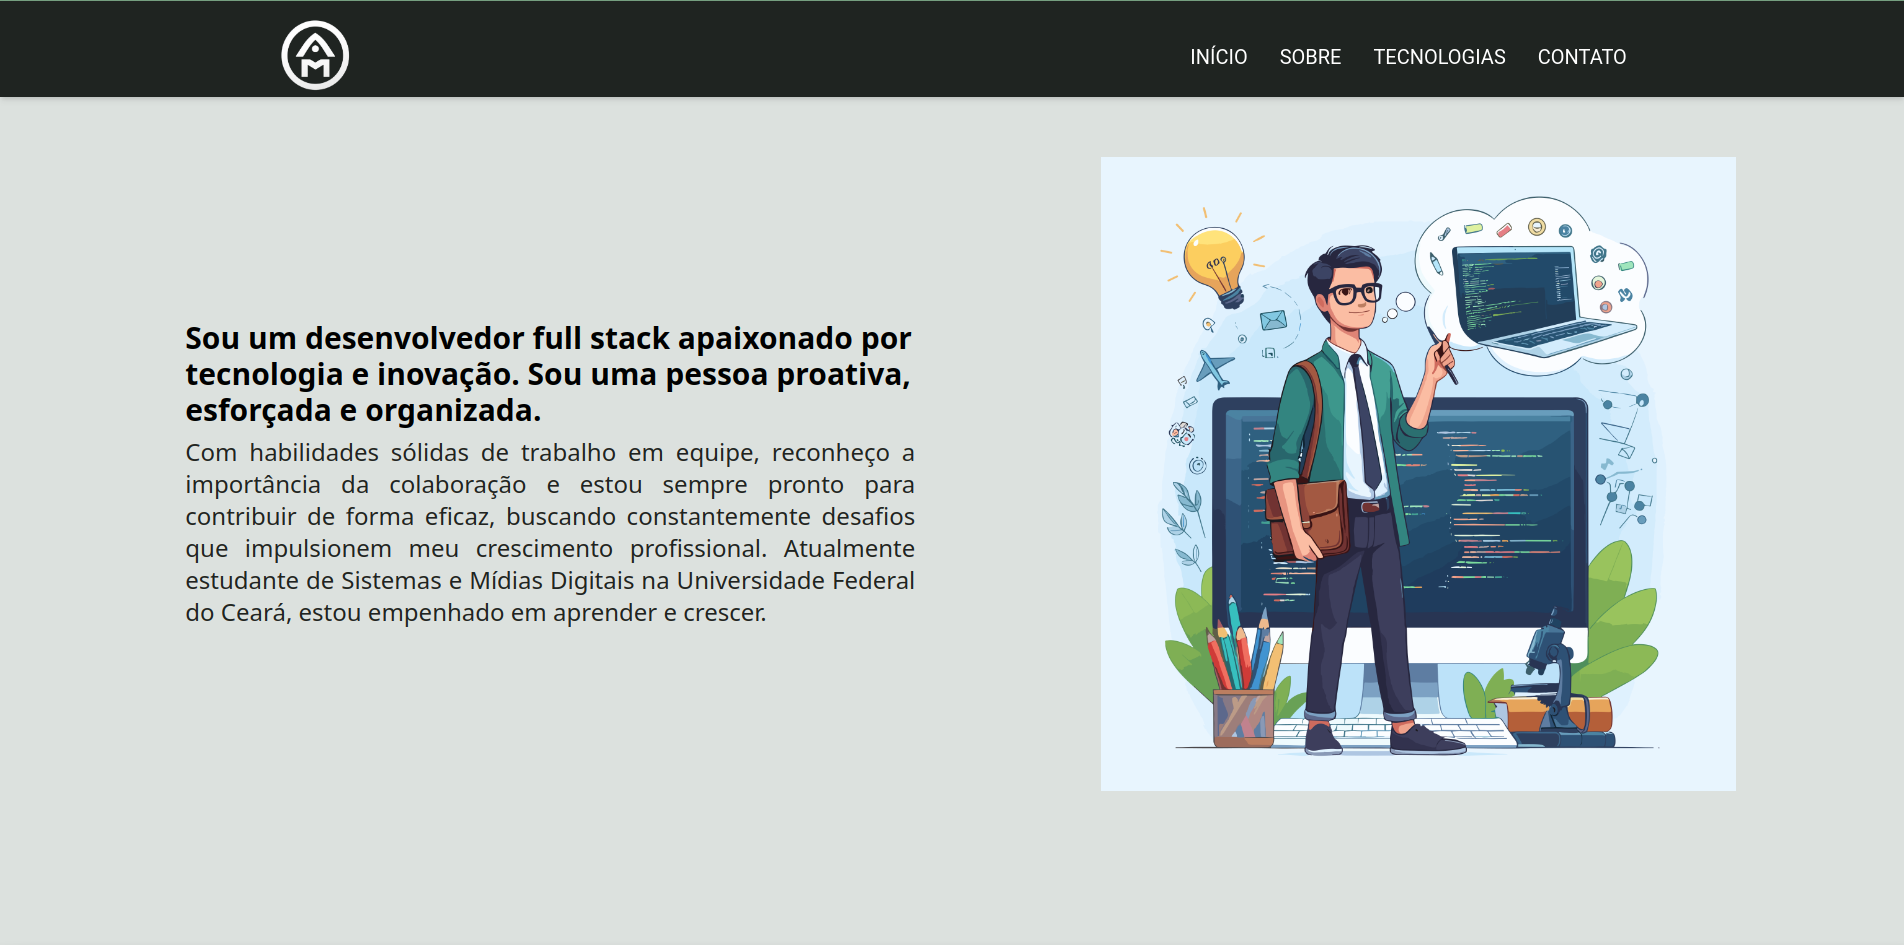 AM
INÍCIO SOBRE TECNOLOGIAS CONTATO
Sou um desenvolvedor full stack apaixonado por
tecnologia e inovação. Sou uma pessoa proativa,
esforçada e organizada.
Com habilidades sólidas de trabalho em equipe, reconheço a
importância da colaboração e estou sempre pronto para
contribuir de forma eficaz, buscando constantemente desafios
que impulsionem meu crescimento profissional. Atualmente
estudante de Sistemas e Mídias Digitais na Universidade Federal
do Ceará, estou empenhado em aprender e crescer.